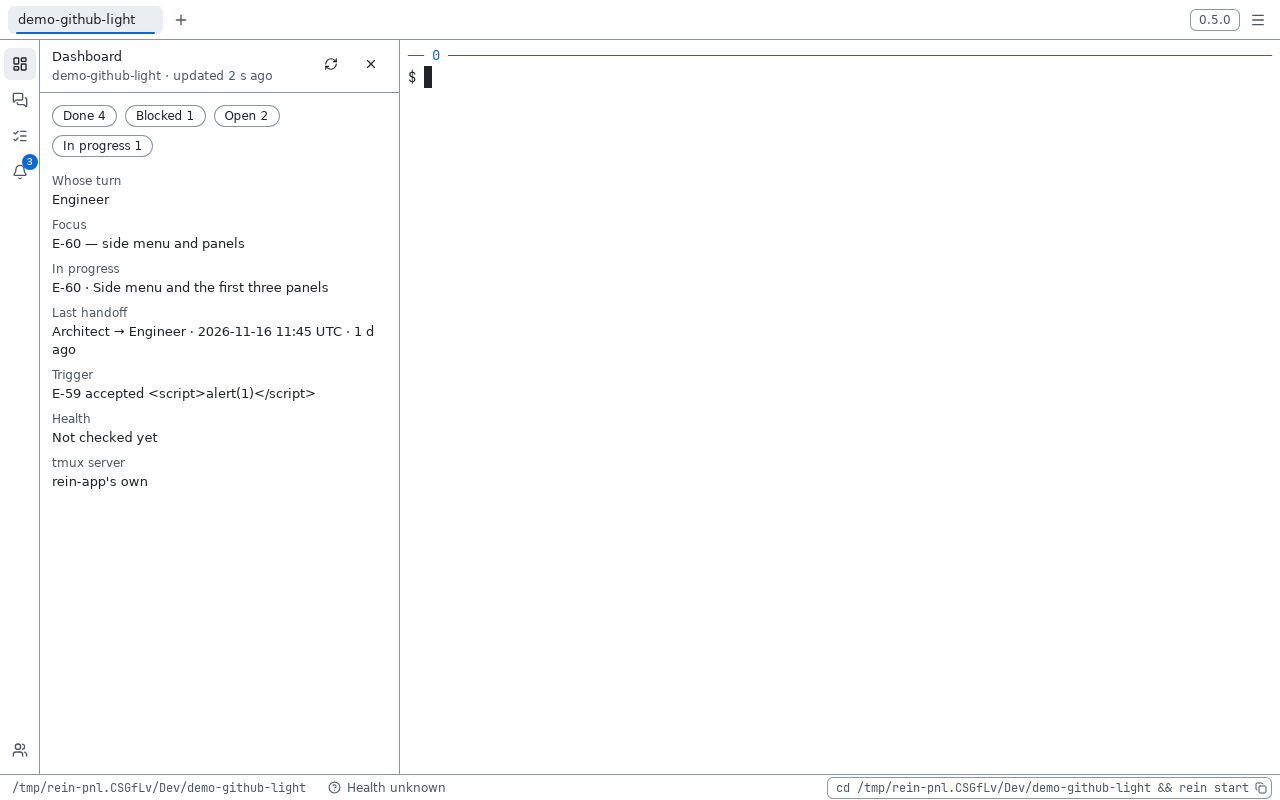 demo-github-light
0.5.0
Dashboard
demo-github-light · updated 2 s ago
Done 4
Blocked 1
Open 2
In progress 1
3
Whose turn
Engineer
Focus
E-60 — side menu and panels
In progress
E-60 · Side menu and the first three panels
Last handoff
Architect → Engineer · 2026-11-16 11:45 UTC · 1 d
ago
Trigger
E-59 accepted <script>alert(1)</script>
Health
Not checked yet
tmux server
rein-app's own
0
$
/tmp/rein-pnl.CSGfLv/Dev/demo-github-light
Health unknown
cd /tmp/rein-pnl.CSGfLv/Dev/demo-github-light && rein start